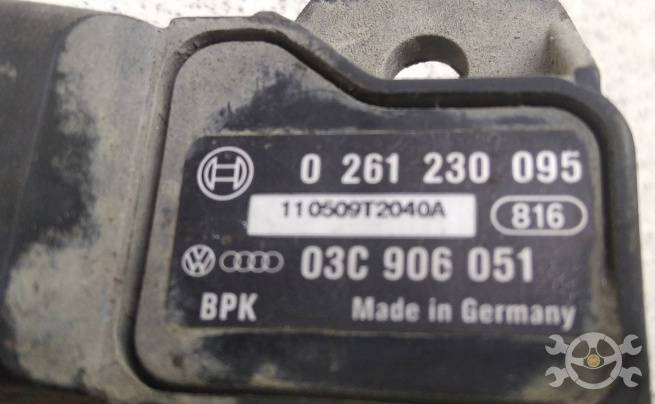 0 261 230 095
110509T2040A 816
03C 906 051
BPK Made in Germany